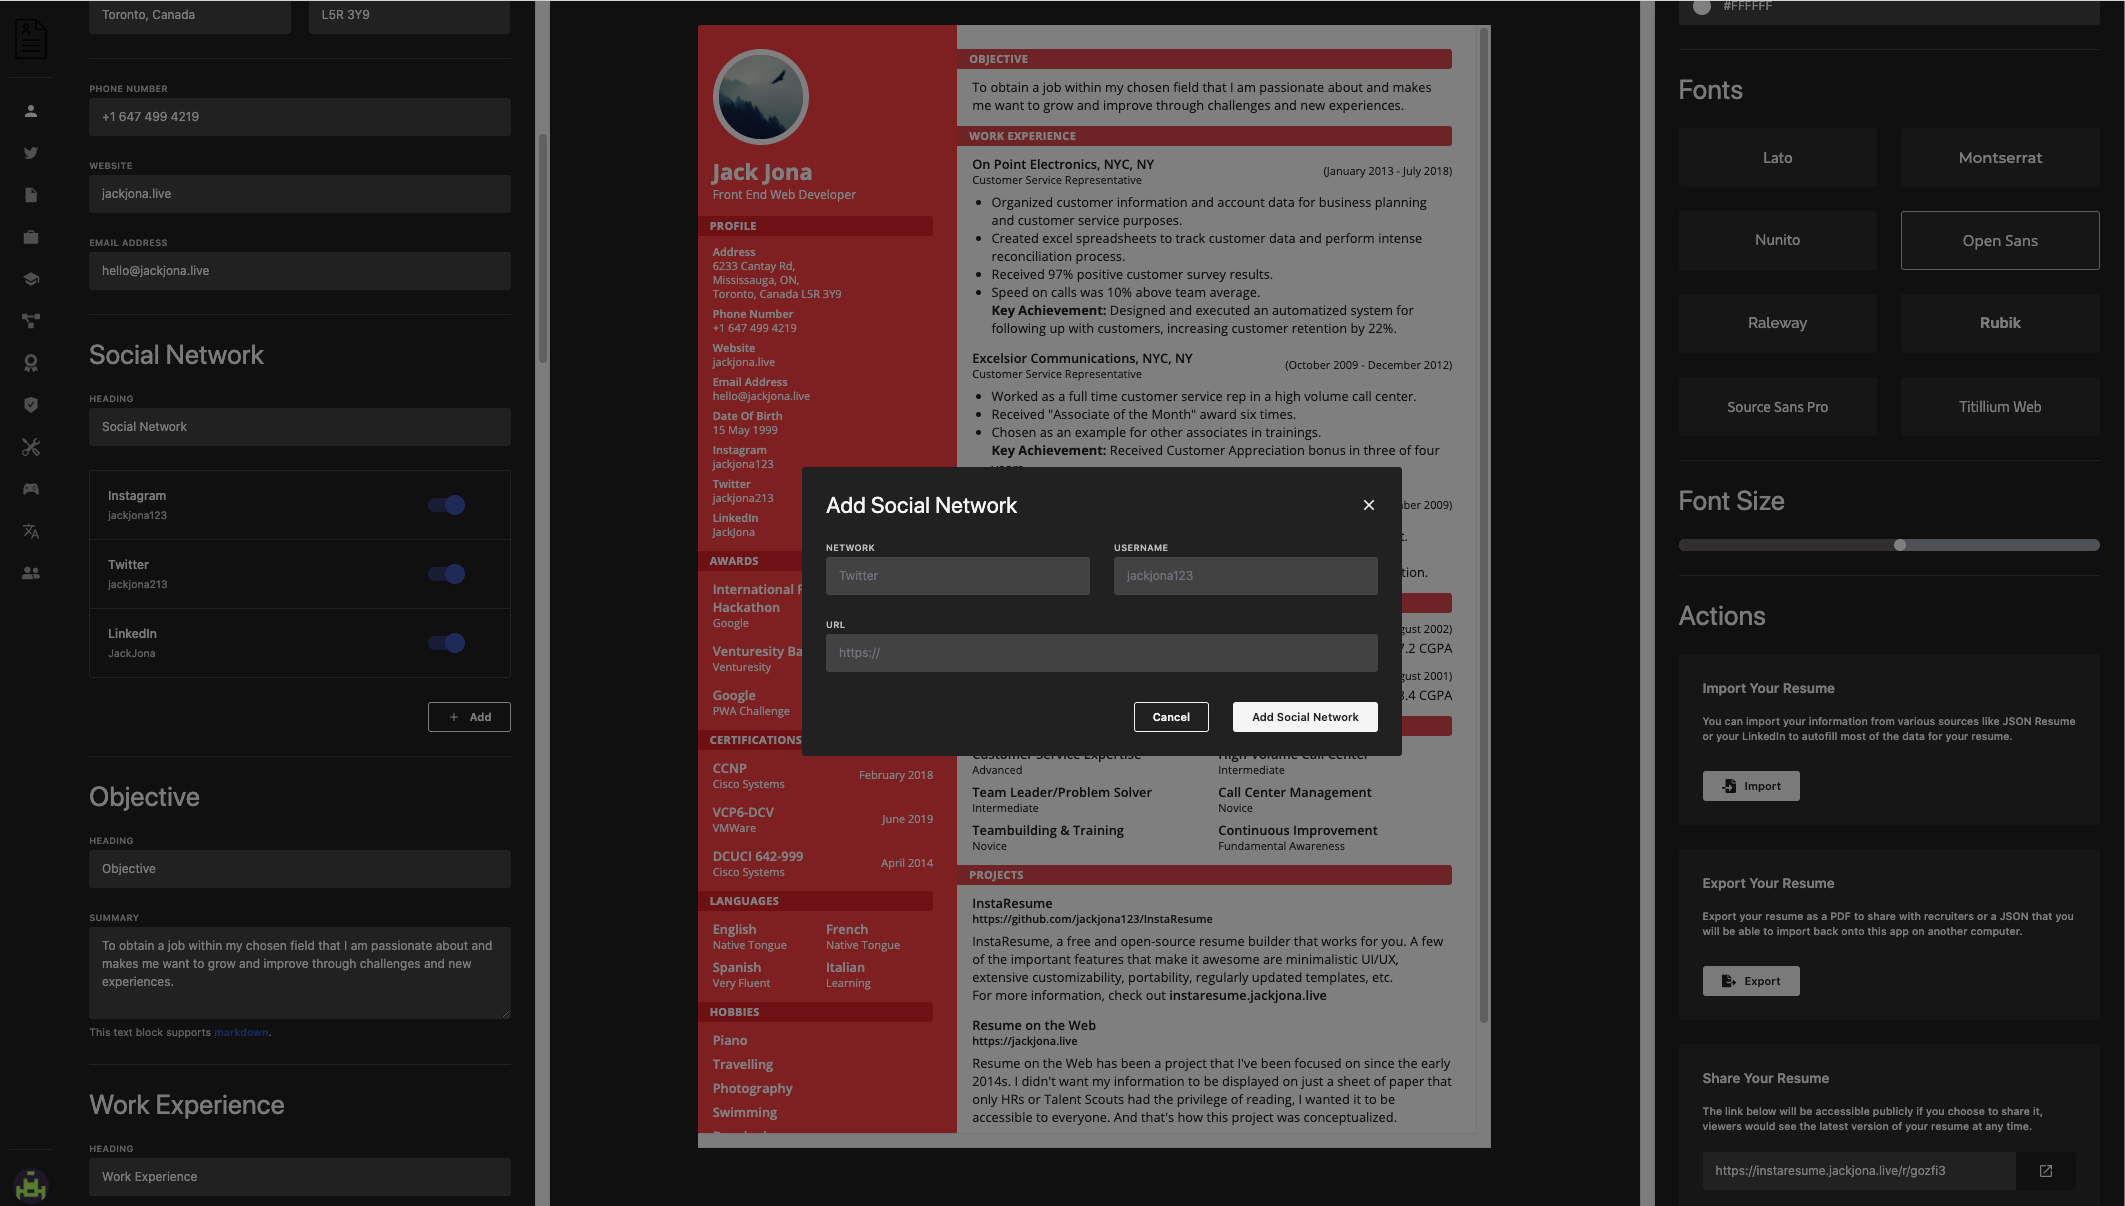 Toronto, Canada
L5R 3Y9
PHONE NUMBER
+1 647 499 4219
WEBSITE
jackjona.live
EMAIL ADDRESS
hello@jackjona.live
Social Network
HEADING
Social Network
Instagram
jackjona123
Twitter
jackjona213
LinkedIn
JackJona
+ Add
Objective
HEADING
Objective
SUMMARY
To obtain a job within my chosen field that I am passionate about and
makes me want to grow and improve through challenges and new
experiences.
This text block supports markdown.
Work Experience
HEADING
Work Experience
Jack Jona
Front End Web Developer
PROFILE
Address
6233 Cantay Rd,
Mississauga, ON,
Toronto, Canada L5R 3Y9
Phone Number
+1 647 499 4219
Website
jackjona.live
Email Address
hello@jackjona.live
Date Of Birth
15 May 1999
Instagram
jackjona123
Twitter
jackjona213
LinkedIn
JackJona
AWARDS
International
Hackathon
Google
Venturesity Ba
Venturesity
Google
PWA Challenge
CERTIFICATIONS
CCNP
Cisco Systems
February 2018
VCP6-DCV
VMWare
June 2019
DCUCI 642-999
Cisco Systems
April 2014
LANGUAGES
English
Native Tongue
French
Native Tongue
Spanish
Very Fluent
Italian
Learning
HOBBIES
Piano
Travelling
Photography
Swimming
OBJECTIVE
To obtain a job within my chosen field that I am passionate about and makes
me want to grow and improve through challenges and new experiences.
WORK EXPERIENCE
On Point Electronics, NYC, NY
Customer Service Representative
(January 2013 - July 2018)
• Organized customer information and account data for business planning
and customer service purposes.
• Created excel spreadsheets to track customer data and perform intense
reconciliation process.
• Received 97% positive customer survey results.
• Speed on calls was 10% above team average.
Key Achievement: Designed and executed an automatized system for
following up with customers, increasing customer retention by 22%.
Excelsior Communications, NYC, NY
Customer Service Representative
(October 2009 - December 2012)
• Worked as a full time customer service rep in a high volume call center.
• Received "Associate of the Month" award six times.
• Chosen as an example for other associates in trainings.
Key Achievement: Received Customer Appreciation bonus in three of four
ber 2009)
t.
tion.
gust 2002)
7.2 CGPA
gust 2001)
3.4 CGPA
Customer Service Expertise
Advanced
High Volume Call Center
Intermediate
Team Leader/Problem Solver
Intermediate
Call Center Management
Novice
Teambuilding & Training
Novice
Continuous Improvement
Fundamental Awareness
PROJECTS
InstaResume
https://github.com/jackjona123/InstaResume
InstaResume, a free and open-source resume builder that works for you. A few
of the important features that make it awesome are minimalistic UI/UX,
extensive customizability, portability, regularly updated templates, etc.
For more information, check out instaresume.jackjona.live
Resume on the Web
https://jackjona.live
Resume on the Web has been a project that I've been focused on since the early
2014s. I didn't want my information to be displayed on just a sheet of paper that
only HRs or Talent Scouts had the privilege of reading, I wanted it to be
accessible to everyone. And that's how this project was conceptualized.
Add Social Network
NETWORK
Twitter
USERNAME
jackjona123
URL
https://
Cancel
Add Social Network
#FFFFFF
Fonts
Lato
Montserrat
Nunito
Open Sans
Raleway
Rubik
Source Sans Pro
Titillium Web
Font Size
Actions
Import Your Resume
You can import your information from various sources like JSON Resume
or your LinkedIn to autofill most of the data for your resume.
Import
Export Your Resume
Export your resume as a PDF to share with recruiters or a JSON that you
will be able to import back onto this app on another computer.
Export
Share Your Resume
The link below will be accessible publicly if you choose to share it,
viewers would see the latest version of your resume at any time.
https://instaresume.jackjona.live/r/gozfi3